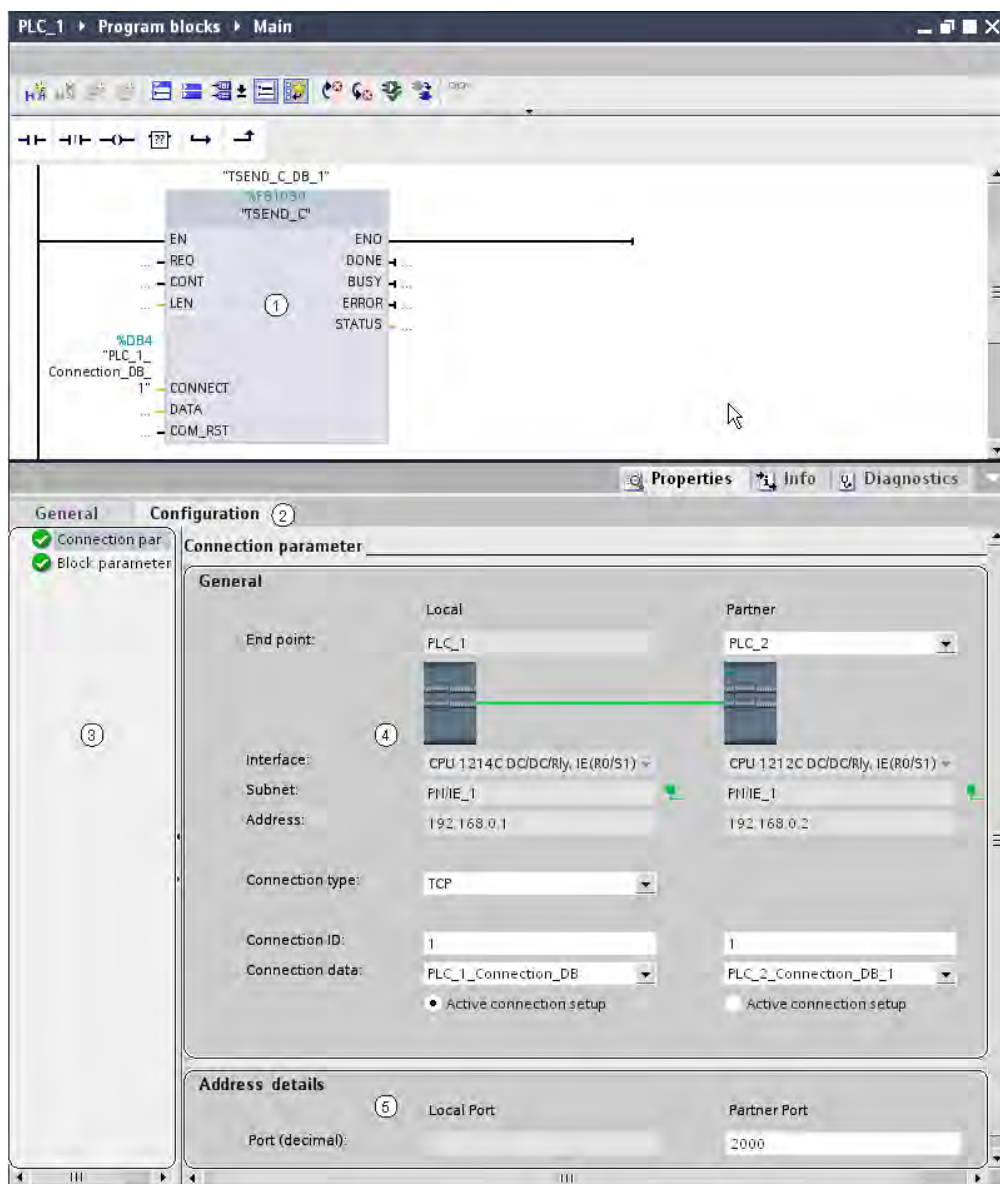 PLC_1 ▸ Program blocks ▸ Main
"TSEND_C_DB_1"
%FB1030
"TSEND_C"
EN ENO
... REQ DONE ...
... CONT BUSY ...
... LEN ① ERROR ...
STATUS ...
%DB4
"PLC_1_
Connection_DB_
1" CONNECT
... DATA
... COM_RST
Properties Info Diagnostics
General Configuration ②
Connection par
Block parameter
③
Connection parameter
General
Local Partner
End point: PLC_1 PLC_2
④
Interface: CPU 1214C DC/DC/Rly, IE(R0/S1) CPU 1212C DC/DC/Rly, IE(R0/S1)
Subnet: PN/IE_1 PN/IE_1
Address: 192.168.0.1 192.168.0.2
Connection type: TCP
Connection ID: 1 1
Connection data: PLC_1_Connection_DB PLC_2_Connection_DB_1
Active connection setup Active connection setup
Address details
⑤ Local Port Partner Port
Port (decimal): 2000